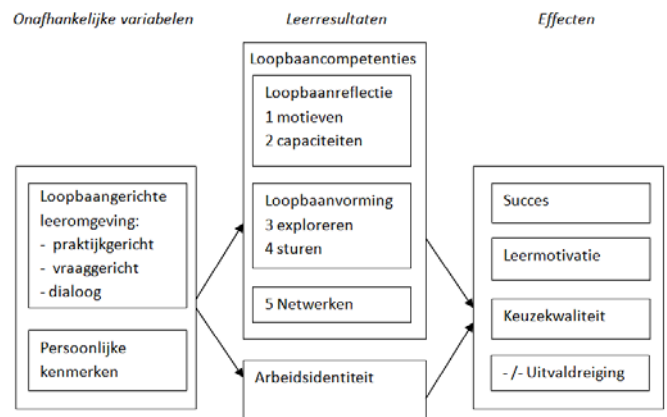 Onafhankelijke variabelen
Leerresultaten
Effecten
Loopbaangerichte
leeromgeving:
- praktijkgericht
- vraaggericht
- dialoog
Persoonlijke
kenmerken
Loopbaancompetenties
Loopbaanreflectie
1 motieven
2 capaciteiten
Loopbaanvorming
3 exploreren
4 sturen
5 Netwerken
Arbeidsidentiteit
Succes
Leermotivatie
Keuzekwaliteit
-/- Uitvaldreiging